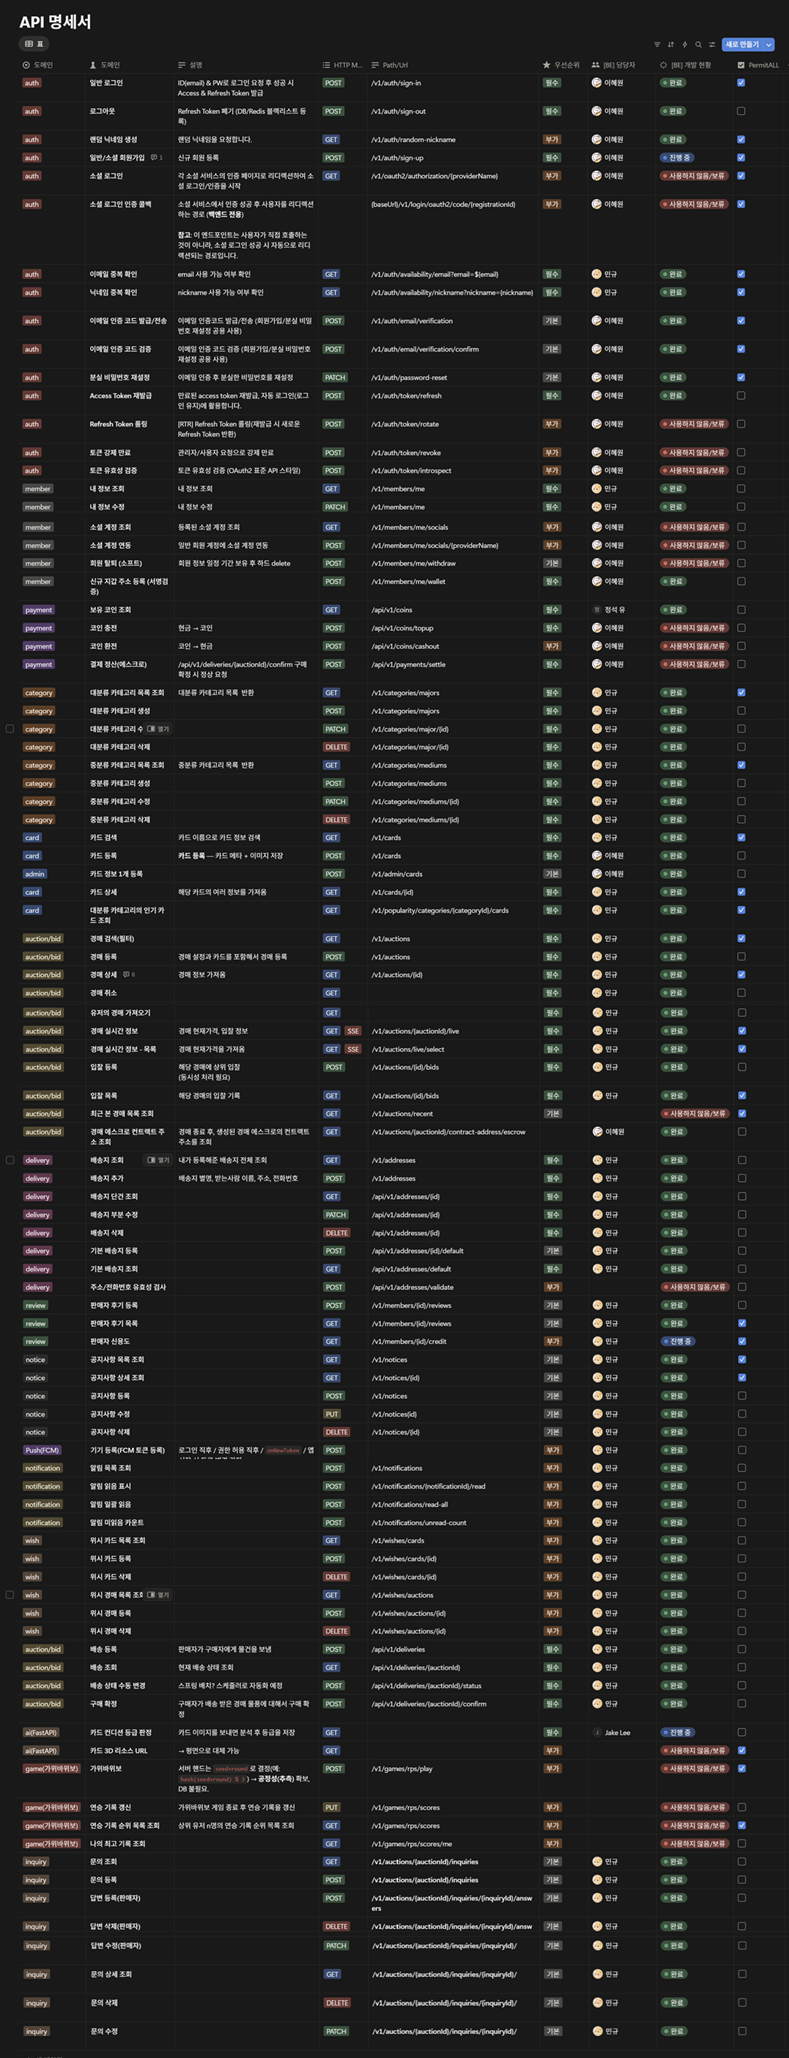 API 명세서
표
새로 만들기
도메인 도메인 설명 HTTP M... Path/Url 우선순위 [BE] 담당자 [BE] 개발 현황 PermitALL
auth 일반 로그인 ID(email) & PW로 로그인 요청 후 성공 시 POST /v1/auth/sign-in 필수 이혜원 완료
Access & Refresh Token 발급
auth 로그아웃 Refresh Token 폐기 (DB/Redis 블랙리스트 등 POST /v1/auth/sign-out 필수 이혜원 완료
록)
auth 랜덤 닉네임 생성 랜덤 닉네임을 요청합니다. GET /v1/auth/random-nickname 부가 이혜원 완료
auth 일반/소셜 회원가입 1 신규 회원 등록 POST /v1/auth/sign-up 필수 이혜원 진행 중
auth 소셜 로그인 각 소셜 서비스의 인증 페이지로 리디렉션하여 소 GET /v1/oauth2/authorization/{providerName} 부가 이혜원 사용하지 않음/보류
셜 로그인/인증을 시작
auth 소셜 로그인 인증 콜백 소셜 서비스에서 인증 성공 후 사용자를 리디렉션 {baseUrl}/v1/login/oauth2/code/{registrationId} 부가 이혜원 사용하지 않음/보류
하는 경로 (백엔드 전용)
참고: 이 엔드포인트는 사용자가 직접 호출하는
것이 아니라, 소셜 로그인 성공 시 자동으로 리디
렉션되는 경로입니다.
auth 이메일 중복 확인 email 사용 가능 여부 확인 GET /v1/auth/availability/email?email=${email} 필수 민규 완료
auth 닉네임 중복 확인 nickname 사용 가능 여부 확인 GET /v1/auth/availability/nickname?nickname={nickname} 필수 민규 완료
auth 이메일 인증 코드 발급/전송 이메일 인증코드 발급/전송 (회원가입/분실 비밀 POST /v1/auth/email/verification 기본 이혜원 완료
번호 재설정 공용 사용)
auth 이메일 인증 코드 검증 이메일 인증 코드 검증 (회원가입/분실 비밀번호 POST /v1/auth/email/verification/confirm 기본 이혜원 완료
재설정 공용 사용)
auth 분실 비밀번호 재설정 이메일 인증 후 분실한 비밀번호를 재설정 PATCH /v1/auth/password-reset 기본 이혜원 완료
auth Access Token 재발급 만료된 access token 재발급, 자동 로그인(로그 POST /v1/auth/token/refresh 필수 이혜원 완료
인 유지)에 활용합니다.
auth Refresh Token 롤링 [RTR] Refresh Token 롤링(재발급 시 새로운 POST /v1/auth/token/rotate 부가 이혜원 사용하지 않음/보류
Refresh Token 반환)
auth 토큰 강제 만료 관리자/사용자 요청으로 강제 만료 POST /v1/auth/token/revoke 부가 이혜원 사용하지 않음/보류
auth 토큰 유효성 검증 토큰 유효성 검증 (OAuth2 표준 API 스타일) POST /v1/auth/token/introspect 부가 이혜원 사용하지 않음/보류
member 내 정보 조회 내 정보 조회 GET /v1/members/me 필수 민규 완료
member 내 정보 수정 PATCH /v1/members/me 필수 민규 완료
member 소셜 계정 조회 등록된 소셜 계정 조회 GET /v1/members/me/socials 부가 이혜원 사용하지 않음/보류
member 소셜 계정 연동 일반 회원 계정에 소셜 계정 연동 POST /v1/members/me/socials/{providerName} 부가 이혜원 사용하지 않음/보류
member 회원 탈퇴 (소프트) 회원 정보 일정 기간 보유 후 하드 delete POST /v1/members/me/withdraw 기본 이혜원 사용하지 않음/보류
member 신규 지갑 주소 등록 (서명검 POST /v1/members/me/wallet 필수 이혜원 완료
증)
payment 보유 코인 조회 GET /api/v1/coins 필수 정석 유 완료
payment 코인 충전 현금 → 코인 POST /api/v1/coins/topup 필수 이혜원 사용하지 않음/보류
payment 코인 환전 코인 → 현금 POST /api/v1/coins/cashout 부가 이혜원 사용하지 않음/보류
payment 결제 정산(에스크로) /api/v1/deliveries/{auctionId}/confirm 구매 POST /api/v1/payments/settle 필수 이혜원 사용하지 않음/보류
확정 시 정상 요청
category 대분류 카테고리 목록 조회 대분류 카테고리 목록 반환 GET /v1/categories/majors 필수 민규 완료
category 대분류 카테고리 생성 POST /v1/categories/majors 필수 민규 완료
category 대분류 카테고리 수 열기 PATCH /v1/categories/major/{id} 필수 민규 완료
category 대분류 카테고리 삭제 DELETE /v1/categories/major/{id} 필수 민규 완료
category 중분류 카테고리 목록 조회 중분류 카테고리 목록 반환 GET /v1/categories/mediums 필수 민규 완료
category 중분류 카테고리 생성 POST /v1/categories/mediums 필수 민규 완료
category 중분류 카테고리 수정 PATCH /v1/categories/mediums/{id} 필수 민규 완료
category 중분류 카테고리 삭제 DELETE /v1/categories/mediums/{id} 필수 민규 완료
card 카드 검색 카드 이름으로 카드 정보 검색 GET /v1/cards 필수 민규 완료
card 카드 등록 카드 등록 — 카드 메타 + 이미지 저장 POST /v1/cards 필수 이혜원 완료
admin 카드 정보 1개 등록 POST /v1/admin/cards 기본 이혜원 완료
card 카드 상세 해당 카드의 여러 정보를 가져옴 GET /v1/cards/{id} 필수 민규 완료
card 대분류 카테고리의 인기 카 GET /v1/popularity/categories/{categoryId}/cards 필수 민규 완료
드 조회
auction/bid 경매 검색(필터) GET /v1/auctions 필수 민규 완료
auction/bid 경매 등록 경매 설정과 카드를 포함해서 경매 등록 POST /v1/auctions 필수 민규 완료
auction/bid 경매 상세 6 경매 정보 가져옴 GET /v1/auctions/{id} 필수 민규 완료
auction/bid 경매 취소 GET 필수 민규 완료
유저의 경매 가져오기 GET 필수 민규 완료
auction/bid 경매 실시간 정보 경매 현재가격, 입찰 정보 GET SSE /v1/auctions/{auctionId}/live 필수 민규 완료
auction/bid 경매 실시간 정보 - 목록 경매 현재가격을 가져옴 GET SSE /v1/auctions/live/select 필수 민규 완료
auction/bid 입찰 등록 해당 경매에 상위 입찰 POST /v1/auctions/{id}/bids 필수 민규 완료
(동시성 처리 필요)
auction/bid 입찰 목록 해당 경매의 입찰 기록 GET /v1/auctions/{id}/bids 필수 민규 완료
auction/bid 최근 본 경매 목록 조회 GET /v1/auctions/recent 기본 사용하지 않음/보류
auction/bid 경매 에스크로 컨트랙트 주 경매 종료 후, 생성된 경매 에스크로의 컨트랙트 GET /v1/auctions/{auctionId}/contract-address/escrow 이혜원 완료
소 조회 주소를 조회
delivery 배송지 조회 열기 내가 등록해준 배송지 전체 조회 GET /v1/addresses 필수 민규 완료
delivery 배송지 추가 배송지 별명, 받는사람 이름, 주소, 전화번호 POST /v1/addresses 필수 민규 완료
delivery 배송지 단건 조회 GET /api/v1/addresses/{id} 필수 민규 완료
delivery 배송지 부분 수정 PATCH /api/v1/addresses/{id} 필수 민규 완료
delivery 배송지 삭제 DELETE /api/v1/addresses/{id} 필수 민규 완료
delivery 기본 배송지 등록 POST /api/v1/addresses/{id}/default 기본 민규 완료
delivery 기본 배송지 조회 GET /api/v1/addresses/default 필수 민규 완료
delivery 주소/전화번호 유효성 검사 POST /api/v1/addresses/validate 부가 사용하지 않음/보류
review 판매자 후기 등록 POST /v1/members/{id}/reviews 기본 민규 완료
review 판매자 후기 목록 GET /v1/members/{id}/reviews 기본 민규 완료
review 판매자 신용도 GET /v1/members/{id}/credit 부가 민규 진행 중
notice 공지사항 목록 조회 GET /v1/notices 기본 민규 완료
notice 공지사항 상세 조회 GET /v1/notices/{id} 기본 민규 완료
notice 공지사항 등록 POST /v1/notices 기본 민규 완료
notice 공지사항 수정 PUT /v1/notices{id} 기본 민규 완료
notice 공지사항 삭제 DELETE /v1/notices/{id} 기본 민규 완료
Push(FCM) 기기 등록(FCM 토큰 등록) 로그인 직후 / 권한 허용 직후 / onNewToken / 앱 POST 부가 민규 완료
notification 알림 목록 조회 POST /v1/notifications 부가 민규 완료
notification 알림 읽음 표시 POST /v1/notifications/{notificationId}/read 부가 민규 완료
notification 알림 일괄 읽음 POST /v1/notifications/read-all 부가 민규 완료
notification 알림 미읽음 카운트 POST /v1/notifications/unread-count 부가 민규 완료
wish 위시 카드 목록 조회 GET /v1/wishes/cards 부가 민규 완료
wish 위시 카드 등록 POST /v1/wishes/cards/{id} 부가 민규 완료
wish 위시 카드 삭제 DELETE /v1/wishes/cards/{id} 부가 민규 완료
wish 위시 경매 목록 조회 열기 GET /v1/wishes/auctions 부가 민규 완료
wish 위시 경매 등록 POST /v1/wishes/auctions/{id} 부가 민규 완료
wish 위시 경매 삭제 DELETE /v1/wishes/auctions/{id} 부가 민규 완료
auction/bid 배송 등록 판매자가 구매자에게 물건을 보냄 POST /api/v1/deliveries 필수 민규 완료
auction/bid 배송 조회 현재 배송 상태 조회 GET /api/v1/deliveries/{auctionId} 필수 민규 완료
auction/bid 배송 상태 수동 변경 스프링 배치? 스케줄러로 자동화 예정 POST /api/v1/deliveries/{auctionId}/status 필수 민규 완료
auction/bid 구매 확정 구매자가 배송 받은 경매 물품에 대해서 구매 확 POST /api/v1/deliveries/{auctionId}/confirm 필수 민규 완료
정
ai(FastAPI) 카드 컨디션 등급 판정 카드 이미지를 보내면 분석 후 등급을 저장 GET 필수 Jake Lee 진행 중
ai(FastAPI) 카드 3D 리소스 URL → 평면으로 대체 가능 GET 부가 사용하지 않음/보류
game(가위바위보) 가위바위보 서버 핸드는 seed+round 로 결정(예: POST /v1/games/rps/play 부가 사용하지 않음/보류
hash(seed+round) % 3 ) → 공정성(추측) 확보,
DB 불필요.
game(가위바위보) 연승 기록 갱신 가위바위보 게임 종료 후 연승 기록을 갱신 PUT /v1/games/rps/scores 부가 사용하지 않음/보류
game(가위바위보) 연승 기록 순위 목록 조회 상위 유저 n명의 연승 기록 순위 목록 조회 GET /v1/games/rps/scores 부가 사용하지 않음/보류
game(가위바위보) 나의 최고 기록 조회 GET /v1/games/rps/scores/me 부가 사용하지 않음/보류
inquiry 문의 조회 GET /v1/auctions/{auctionId}/inquiries 기본 민규 완료
inquiry 문의 등록 POST /v1/auctions/{auctionId}/inquiries 기본 민규 완료
inquiry 답변 등록(판매자) POST /v1/auctions/{auctionId}/inquiries/{inquiryId}/answ 기본 민규 완료
ers
inquiry 답변 삭제(판매자) DELETE /v1/auctions/{auctionId}/inquiries/{inquiryId}/answ 기본 민규 완료
inquiry 답변 수정(판매자) PATCH /v1/auctions/{auctionId}/inquiries/{inquiryId}/ 기본 민규 완료
inquiry 문의 상세 조회 GET /v1/auctions/{auctionId}/inquiries/{inquiryId}/ 기본 민규 완료
inquiry 문의 삭제 DELETE /v1/auctions/{auctionId}/inquiries/{inquiryId}/ 기본 민규 완료
inquiry 문의 수정 PATCH /v1/auctions/{auctionId}/inquiries/{inquiryId}/ 기본 민규 완료